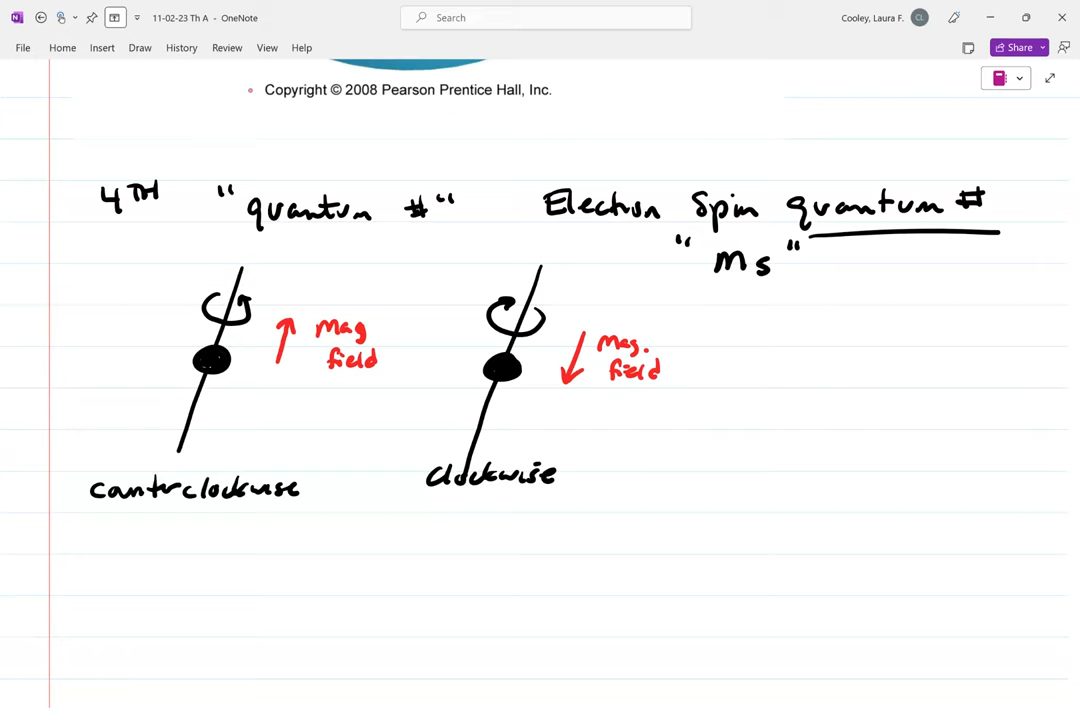 11-02-23 Th A - OneNote
Search
Cooley, Laura F.
CL
File Home Insert Draw History Review View Help
Share
Copyright © 2008 Pearson Prentice Hall, Inc.
4TH "quantum #" Electron Spin quantum #
"ms"
Mag field
Mag. field
counterclockwise
clockwise